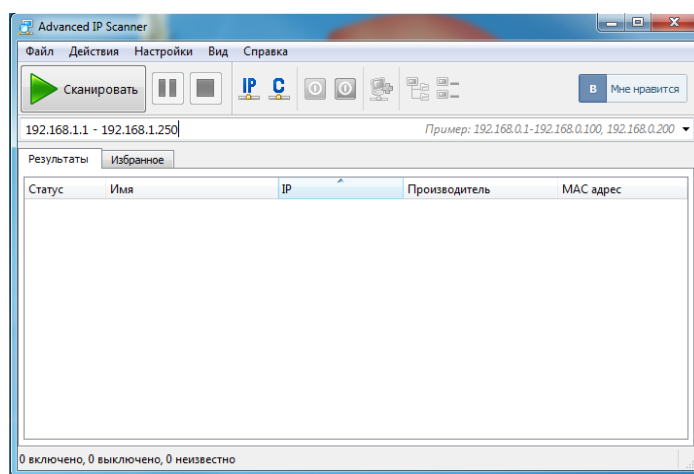 Advanced IP Scanner
Файл Действия Настройки Вид Справка
Сканировать IP C В Мне нравится
192.168.1.1 - 192.168.1.250 Пример: 192.168.0.1-192.168.0.100, 192.168.0.200
Результаты Избранное
Статус Имя IP Производитель MAC адрес
0 включено, 0 выключено, 0 неизвестно